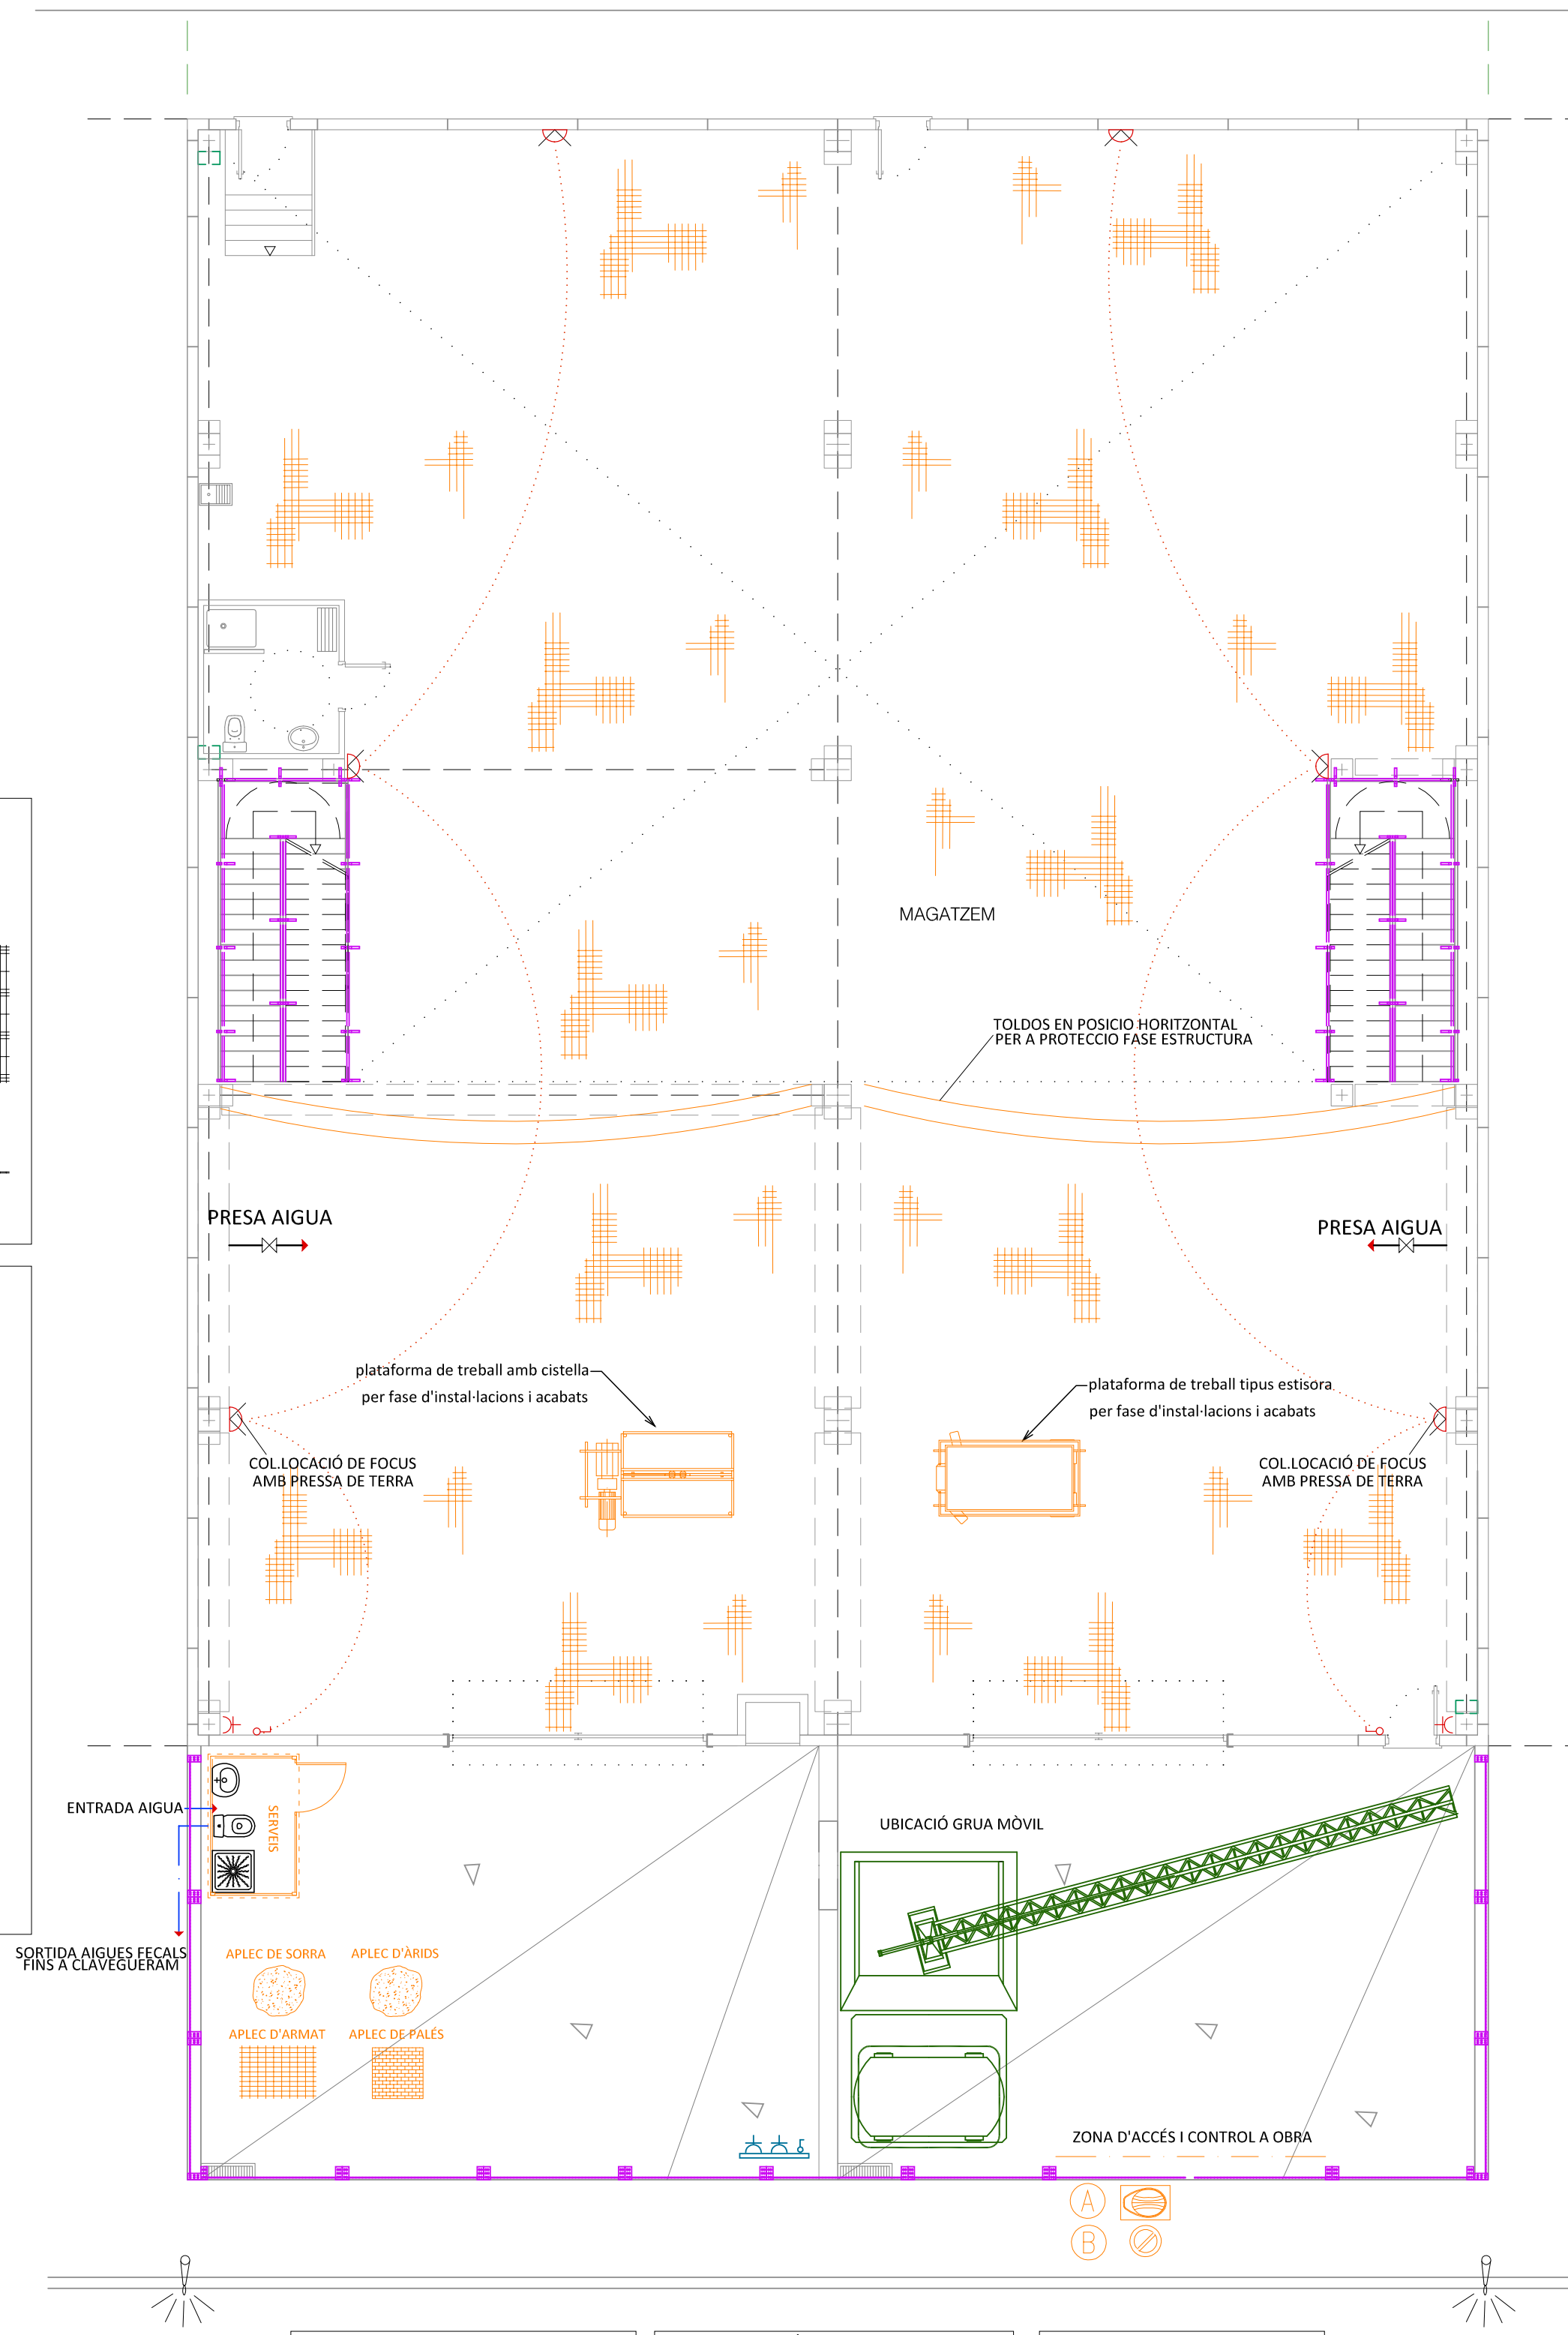 MAGATZEM
TOLDOS EN POSICIO HORITZONTAL
PER A PROTECCIO FASE ESTRUCTURA
PRESA AIGUA
PRESA AIGUA
plataforma de treball amb cistella
per fase d'instal·lacions i acabats
plataforma de treball tipus estisora
per fase d'instal·lacions i acabats
COL.LOCACIÓ DE FOCUS
AMB PRESSA DE TERRA
COL.LOCACIÓ DE FOCUS
AMB PRESSA DE TERRA
ENTRADA AIGUA
SERVEIS
UBICACIÓ GRUA MÒVIL
SORTIDA AIGUES FECALS
FINS A CLAVEGUERAM
APLEC DE SORRA
APLEC D'ÀRIDS
APLEC D'ARMAT
APLEC DE PALÉS
ZONA D'ACCÉS I CONTROL A OBRA
A
B